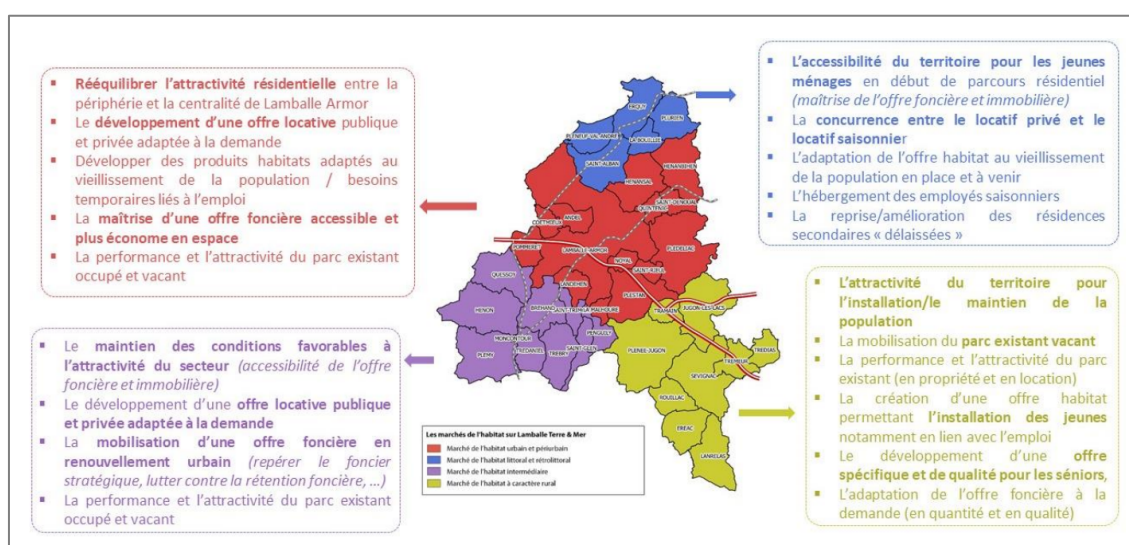 ▪ Rééquilibrer l'attractivité résidentielle entre la
périphérie et la centralité de Lamballe Armor
▪ Le développement d'une offre locative publique
et privée adaptée à la demande
▪ Développer des produits habitats adaptés au
vieillissement de la population / besoins
temporaires liés à l'emploi
▪ La maîtrise d'une offre foncière accessible et
plus économe en espace
▪ La performance et l'attractivité du parc existant
occupé et vacant
▪ L'accessibilité du territoire pour les jeunes
ménages en début de parcours résidentiel
(maîtrise de l'offre foncière et immobilière)
▪ La concurrence entre le locatif privé et le
locatif saisonnier
▪ L'adaptation de l'offre habitat au vieillissement
de la population en place et à venir
▪ L'hébergement des employés saisonniers
▪ La reprise/amélioration des résidences
secondaires « délaissées »
▪ Le maintien des conditions favorables à
l'attractivité du secteur (accessibilité de l'offre
foncière et immobilière)
▪ Le développement d'une offre locative publique
et privée adaptée à la demande
▪ La mobilisation d'une offre foncière en
renouvellement urbain (repérer le foncier
stratégique, lutter contre la rétention foncière, …)
▪ La performance et l'attractivité du parc existant
occupé et vacant
▪ L'attractivité du territoire pour
l'installation/le maintien de la
population
▪ La mobilisation du parc existant vacant
▪ La performance et l'attractivité du parc
existant (en propriété et en location)
▪ La création d'une offre habitat
permettant l'installation des jeunes
notamment en lien avec l'emploi
▪ Le développement d'une offre
spécifique et de qualité pour les séniors,
▪ L'adaptation de l'offre foncière à la
demande (en quantité et en qualité)
ERQUY
PLURIEN
PLENEUF-VAL-ANDRE
LA BOUILLIE
SAINT-ALBAN
HENANBIHEN
HENANSAL
SAINT-DENOUAL
QUINTENIC
COETMIEUX
ANDEL
POMMERET
LAMBALLE-ARMOR
PLEDELIAC
NOYAL
SAINT-RIEUL
LANDEHEN
PLESTAN
QUESSOY
HENON
BREHAND
SAINT-TRIMOEL
LA MALHOURE
TRAMAIN
JUGON-LES-LACS
PENGUILY
MONCONTOUR
SAINT-GLEN
PLEMY
TREDANIEL
TREBRY
PLENEE-JUGON
TREMEUR
TREDIAS
SEVIGNAC
ROUILLAC
EREAC
LANRELAS
Les marchés de l'habitat sur Lamballe Terre & Mer
Marché de l'habitat urbain et périurbain
Marché de l'habitat littoral et rétrolittoral
Marché de l'habitat intermédiaire
Marché de l'habitat à caractère rural